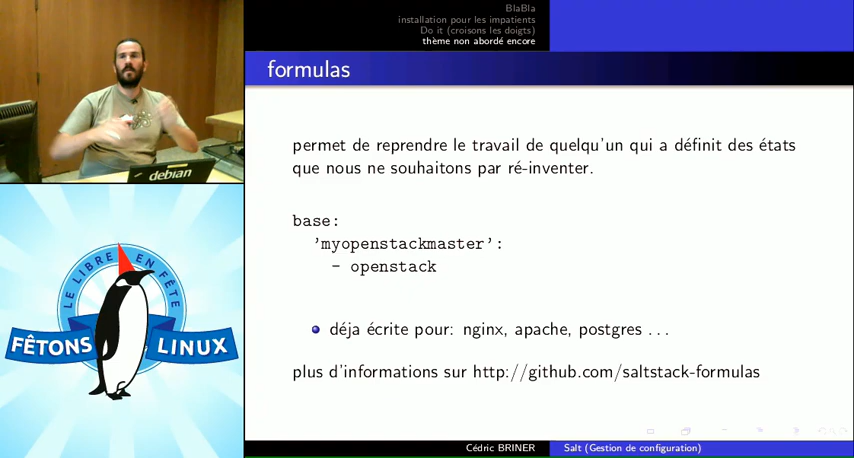 BlaBla
installation pour les impatients
Do it (croisons les doigts)
thème non abordé encore
formulas
permet de reprendre le travail de quelqu'un qui a définit des états
que nous ne souhaitons par ré-inventer.
base:
'myopenstackmaster':
- openstack
déja écrite pour: nginx, apache, postgres ...
plus d'informations sur http://github.com/saltstack-formulas
Cédric BRINER
Salt (Gestion de configuration)
debian
LE LIBRE EN FÊTE
FÊTONS LINUX